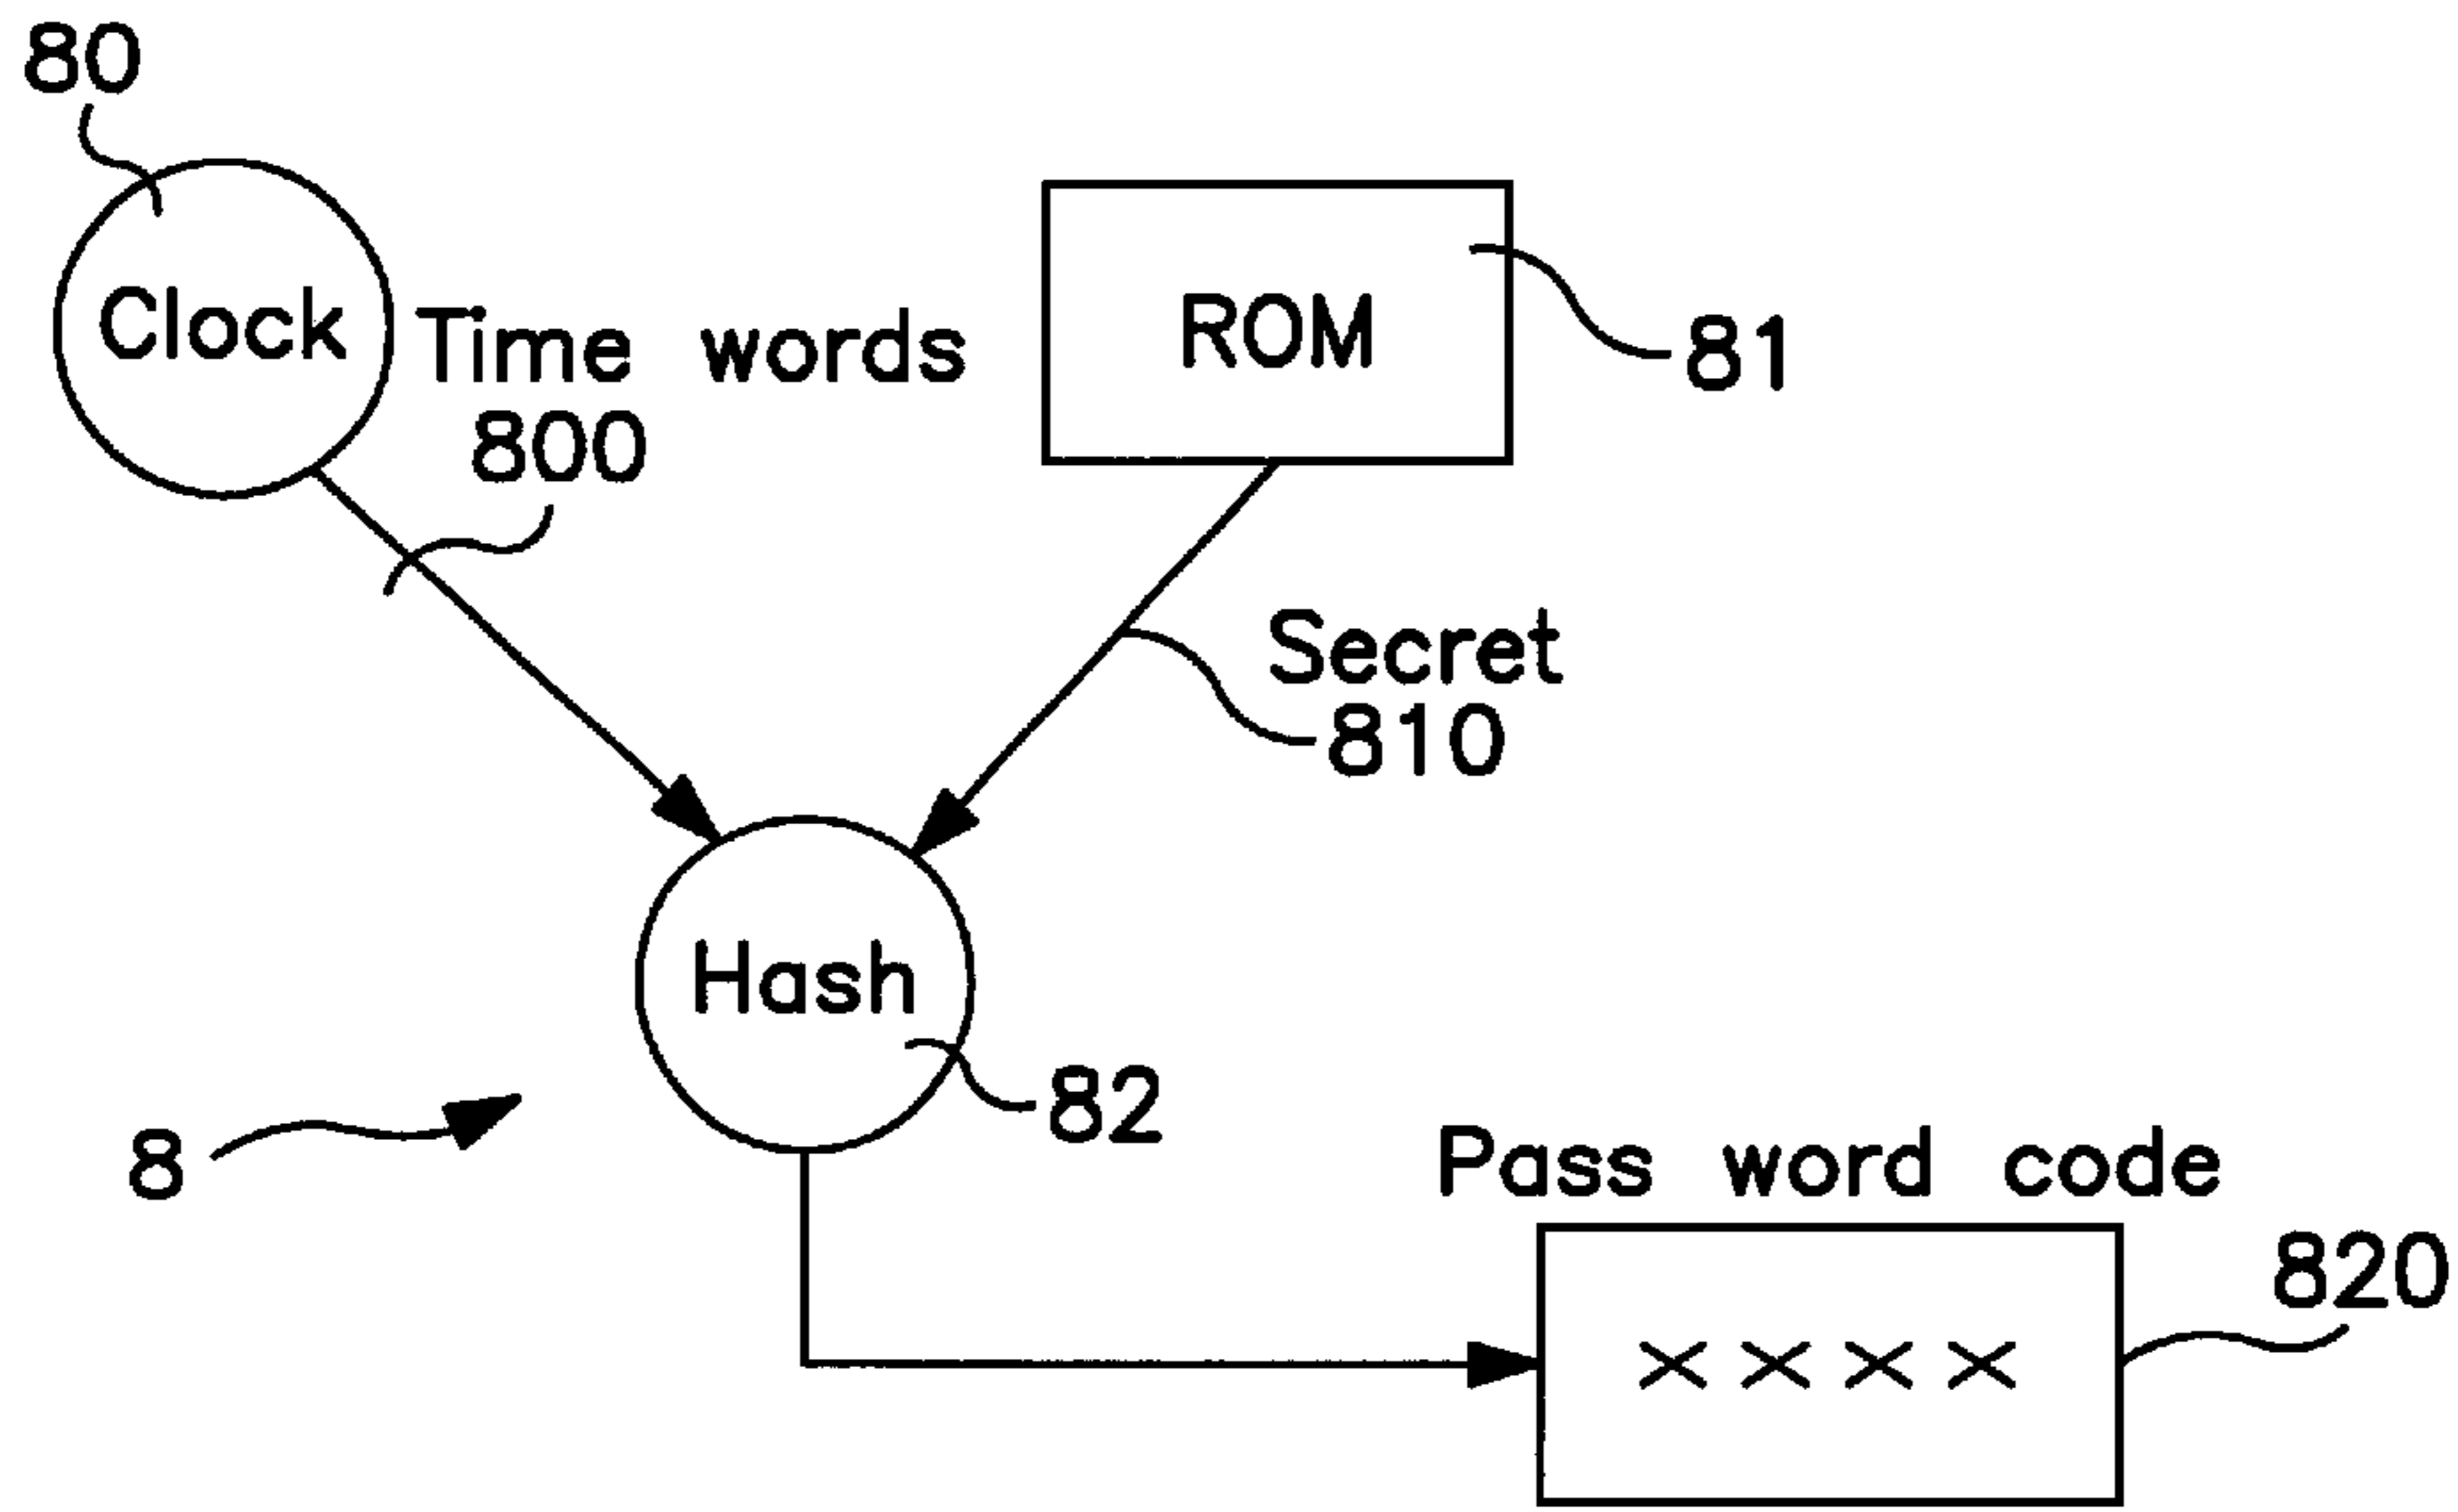 80
Clock
Time words
800
ROM
81
Secret
810
Hash
82
8
Pass word code
820
××××